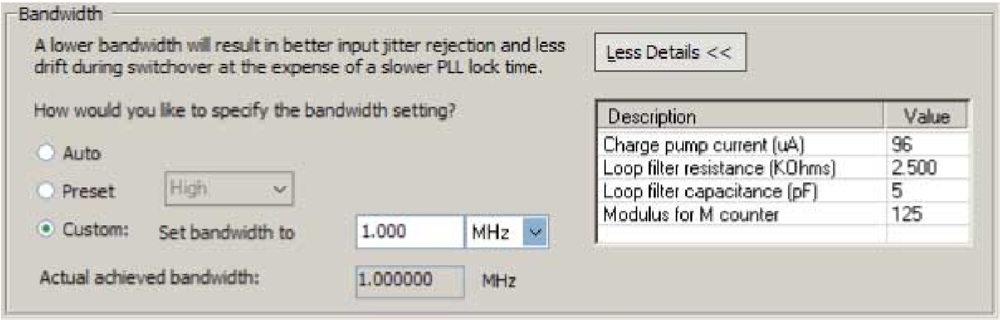 Bandwidth
A lower bandwidth will result in better input jitter rejection and less
drift during switchover at the expense of a slower PLL lock time.
Less Details <<
How would you like to specify the bandwidth setting?
Auto
Preset High
Custom: Set bandwidth to 1.000 MHz
Actual achieved bandwidth: 1.000000 MHz
Description Value
Charge pump current (uA) 96
Loop filter resistance (KOhms) 2.500
Loop filter capacitance (pF) 5
Modulus for M counter 125